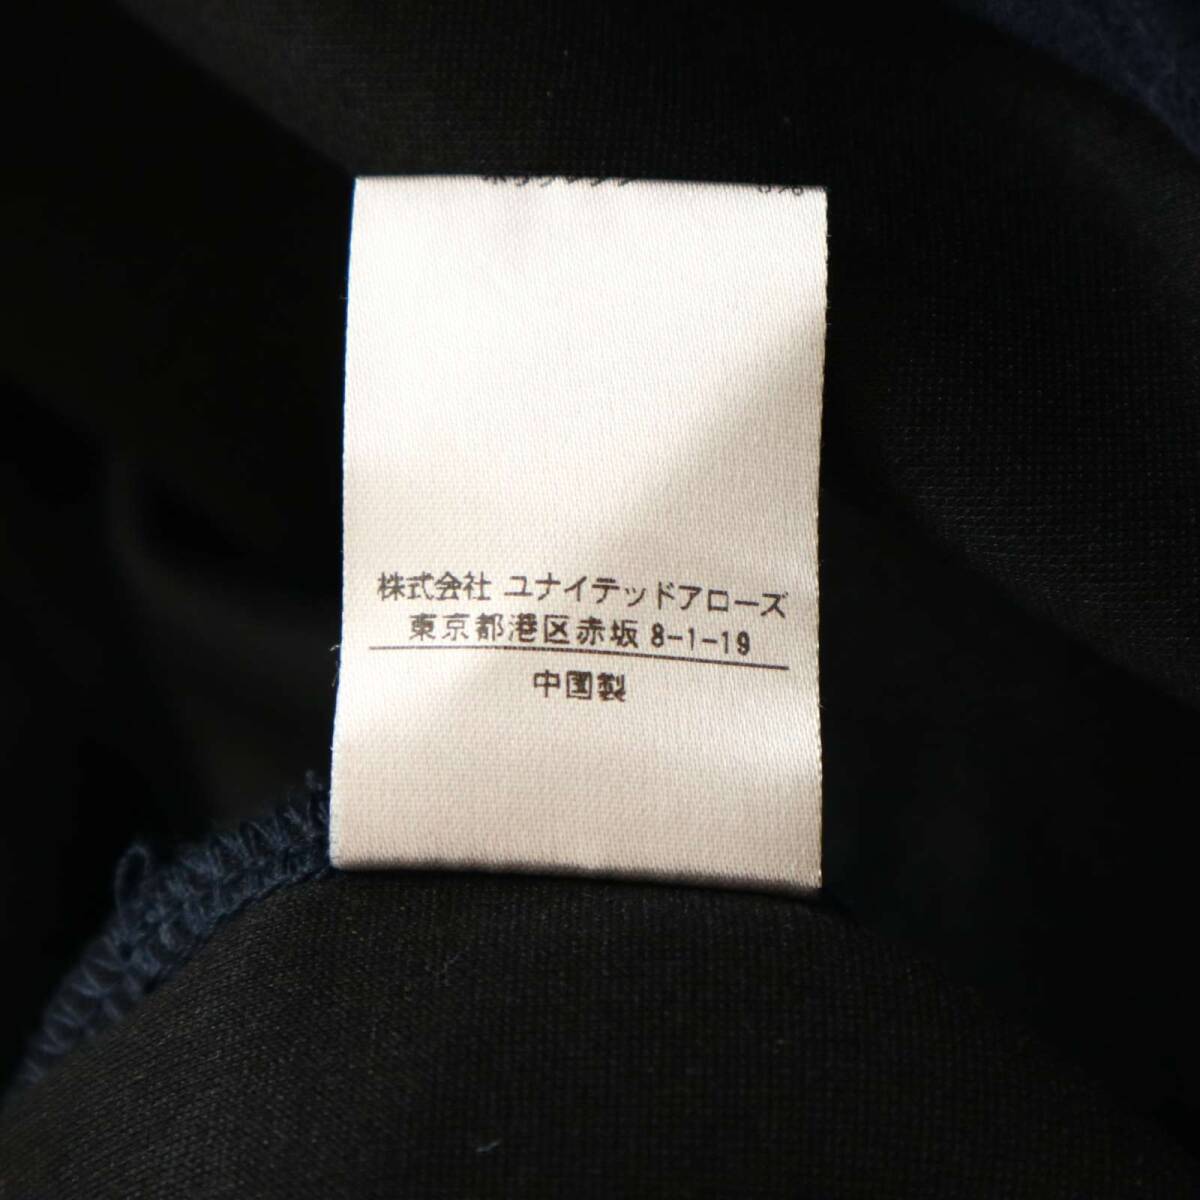 株式会社 ユナイテッドアローズ
東京都港区赤坂 8-1-19
中国製